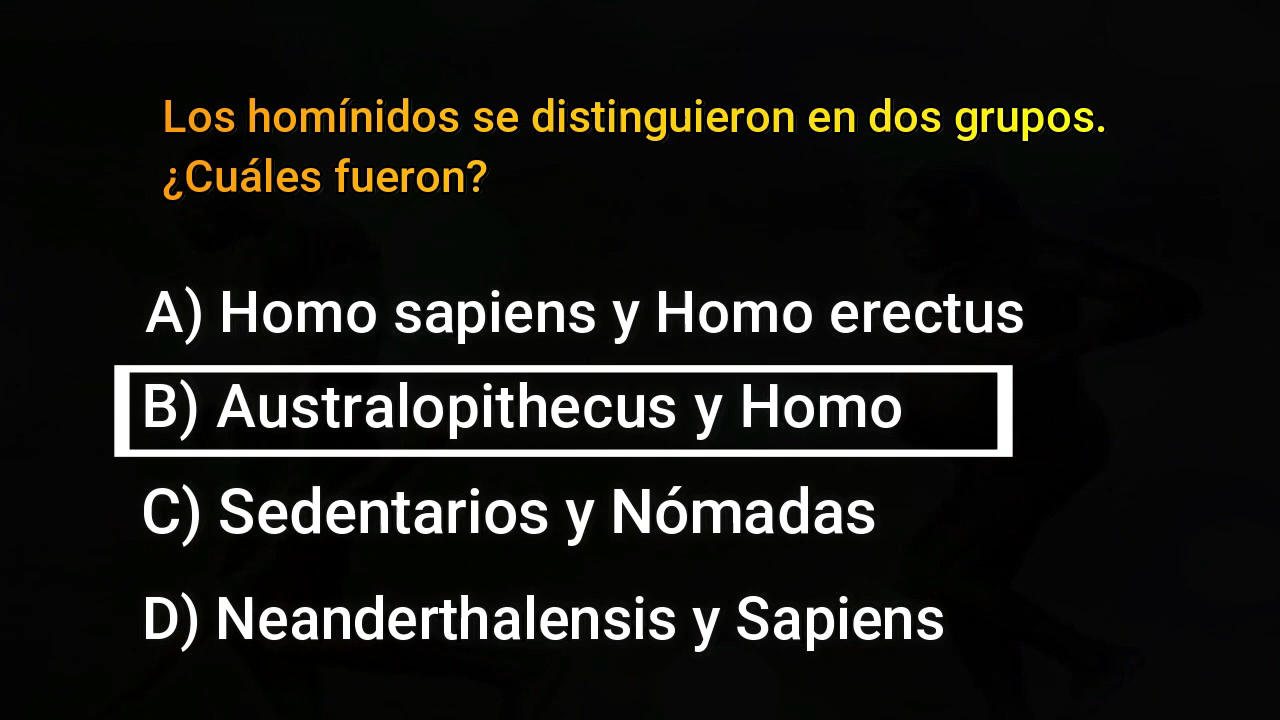 Los homínidos se distinguieron en dos grupos.
¿Cuáles fueron?
A) Homo sapiens y Homo erectus
B) Australopithecus y Homo
C) Sedentarios y Nómadas
D) Neanderthalensis y Sapiens